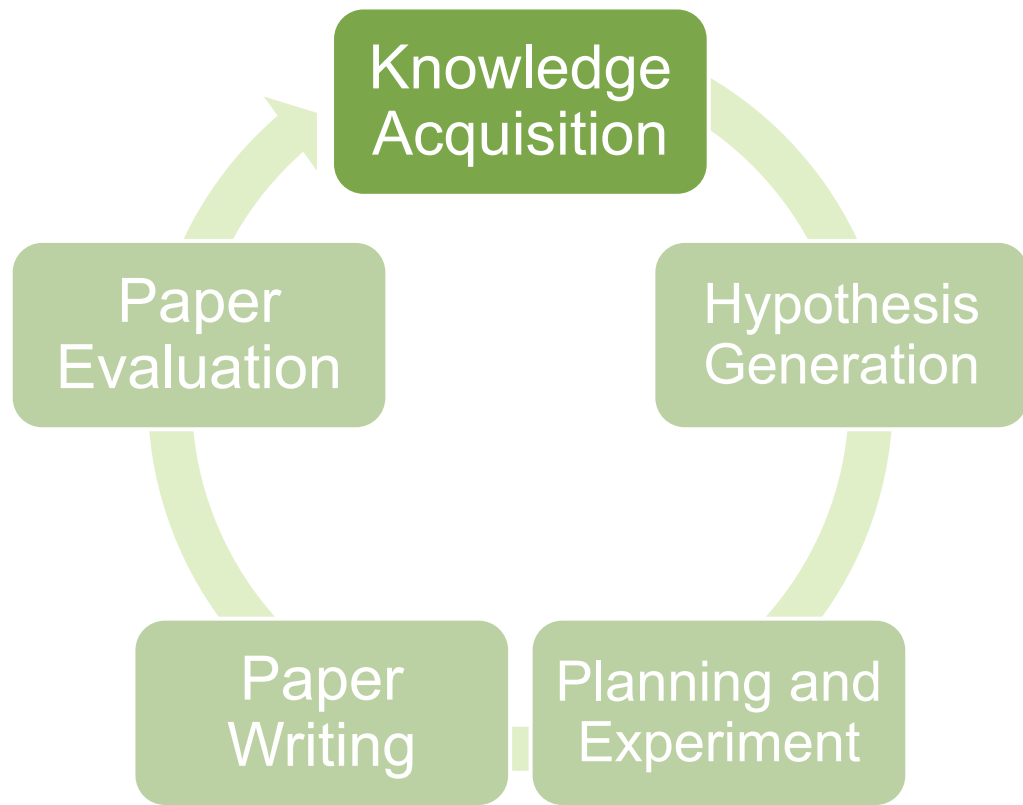 Knowledge
Acquisition
Hypothesis
Generation
Planning and
Experiment
Paper
Writing
Paper
Evaluation